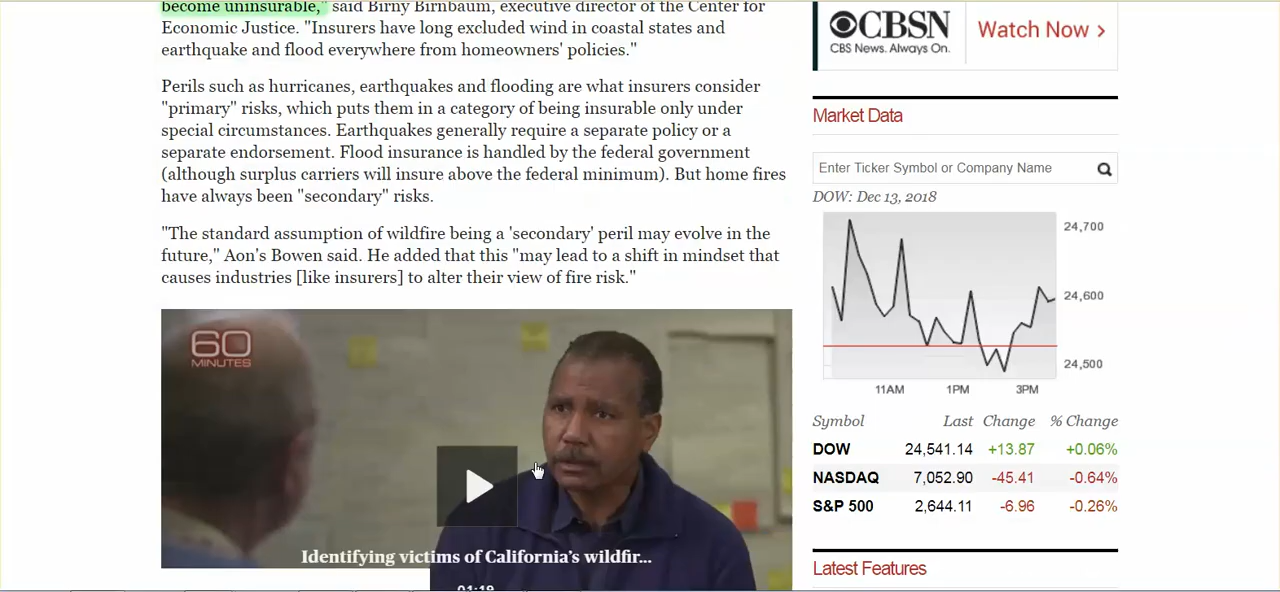 become uninsurable," said Birny Birnbaum, executive director of the Center for
Economic Justice. "Insurers have long excluded wind in coastal states and
earthquake and flood everywhere from homeowners' policies."
Perils such as hurricanes, earthquakes and flooding are what insurers consider
"primary" risks, which puts them in a category of being insurable only under
special circumstances. Earthquakes generally require a separate policy or a
separate endorsement. Flood insurance is handled by the federal government
(although surplus carriers will insure above the federal minimum). But home fires
have always been "secondary" risks.
"The standard assumption of wildfire being a 'secondary' peril may evolve in the
future," Aon's Bowen said. He added that this "may lead to a shift in mindset that
causes industries [like insurers] to alter their view of fire risk."
60
MINUTES
Identifying victims of California's wildfir...
01:19
CBSN
CBS News. Always On.
Watch Now >
Market Data
Enter Ticker Symbol or Company Name
DOW: Dec 13, 2018
24,700
24,600
24,500
11AM 1PM 3PM
Symbol Last Change % Change
DOW 24,541.14 +13.87 +0.06%
NASDAQ 7,052.90 -45.41 -0.64%
S&P 500 2,644.11 -6.96 -0.26%
Latest Features